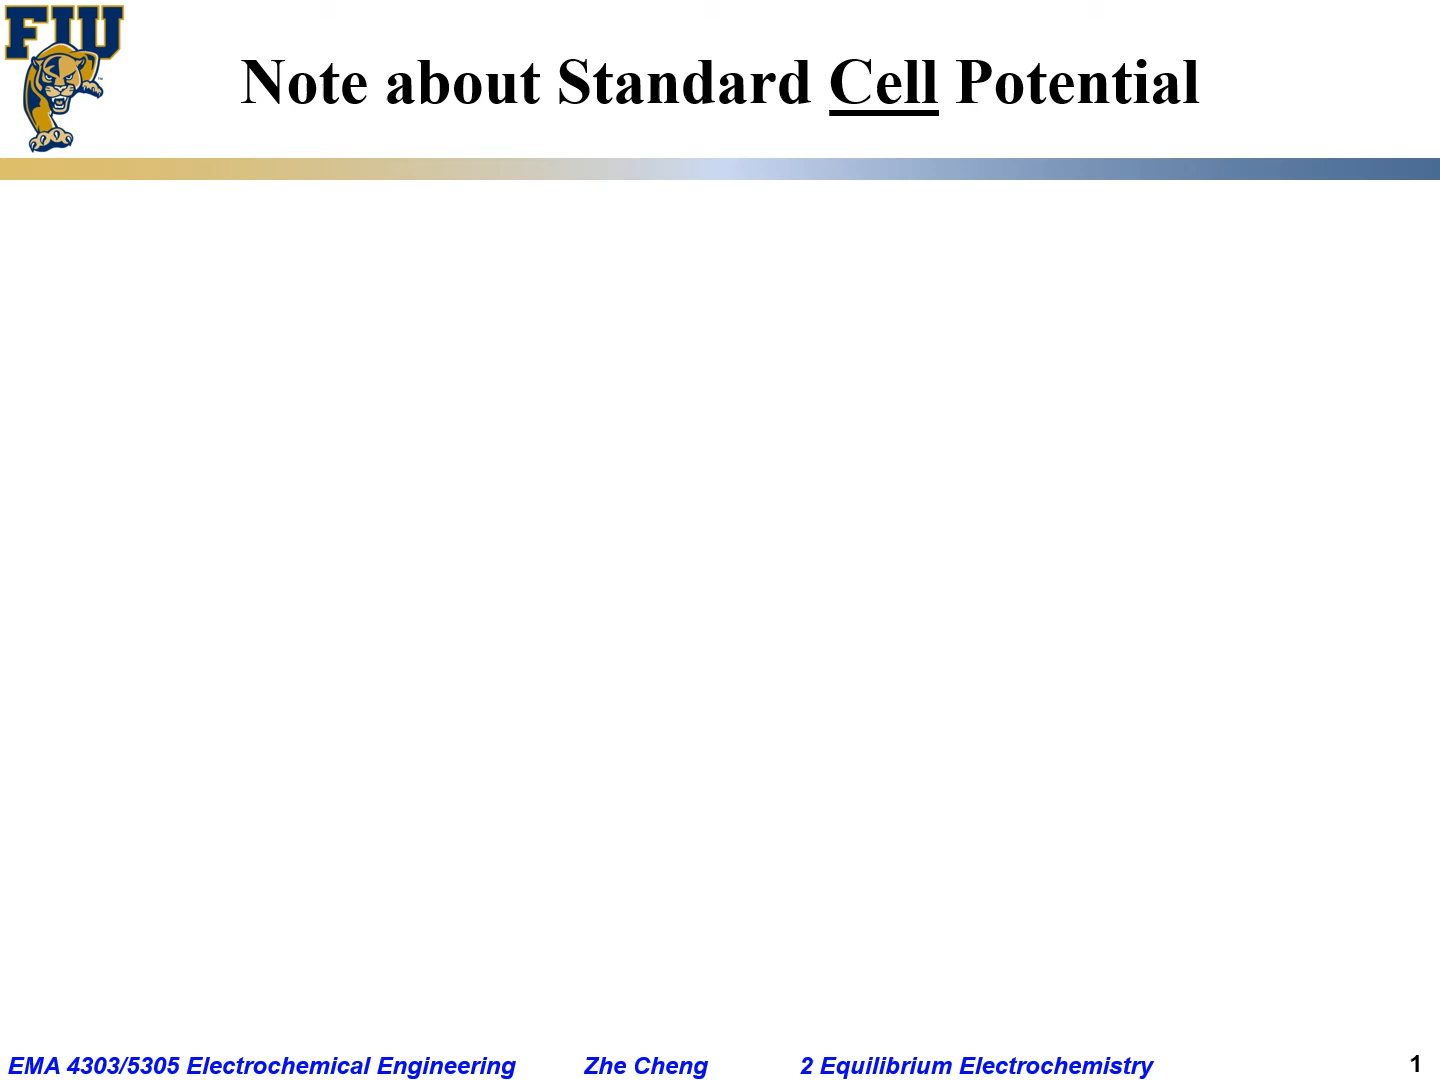 FIU
Note about Standard Cell Potential
EMA 4303/5305 Electrochemical Engineering Zhe Cheng 2 Equilibrium Electrochemistry 1